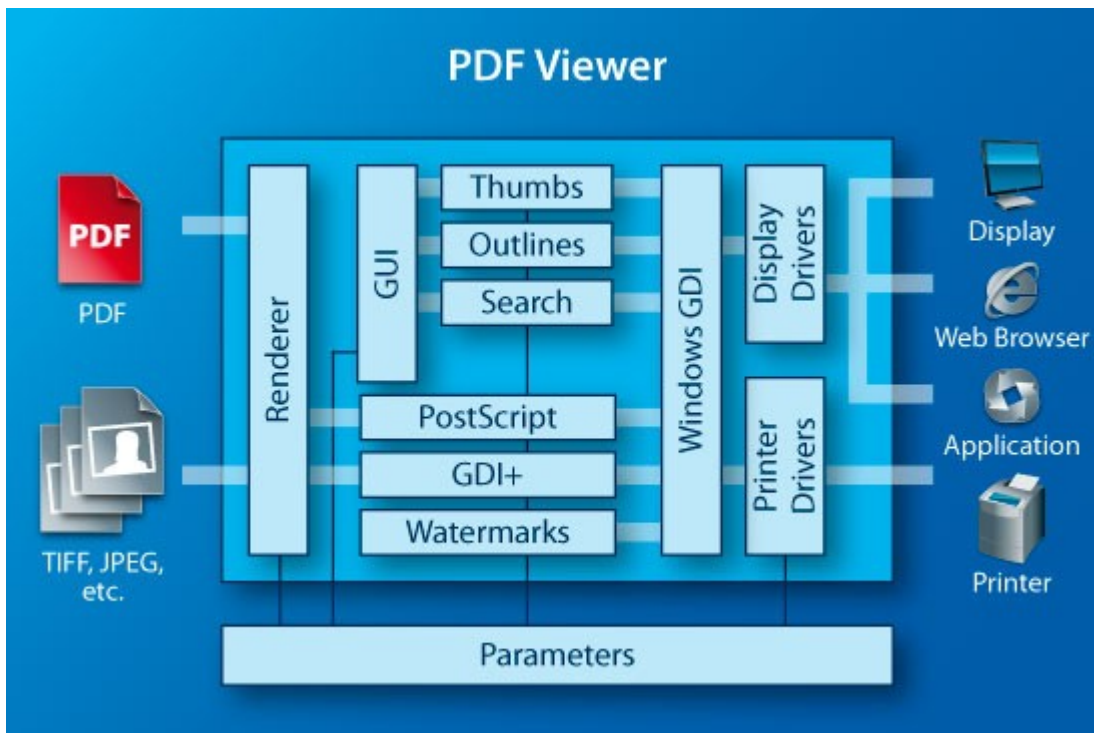 PDF Viewer
PDF
PDF
TIFF, JPEG,
etc.
Renderer
GUI
Thumbs
Outlines
Search
PostScript
GDI+
Watermarks
Windows GDI
Display
Drivers
Printer
Drivers
Display
Web Browser
Application
Printer
Parameters